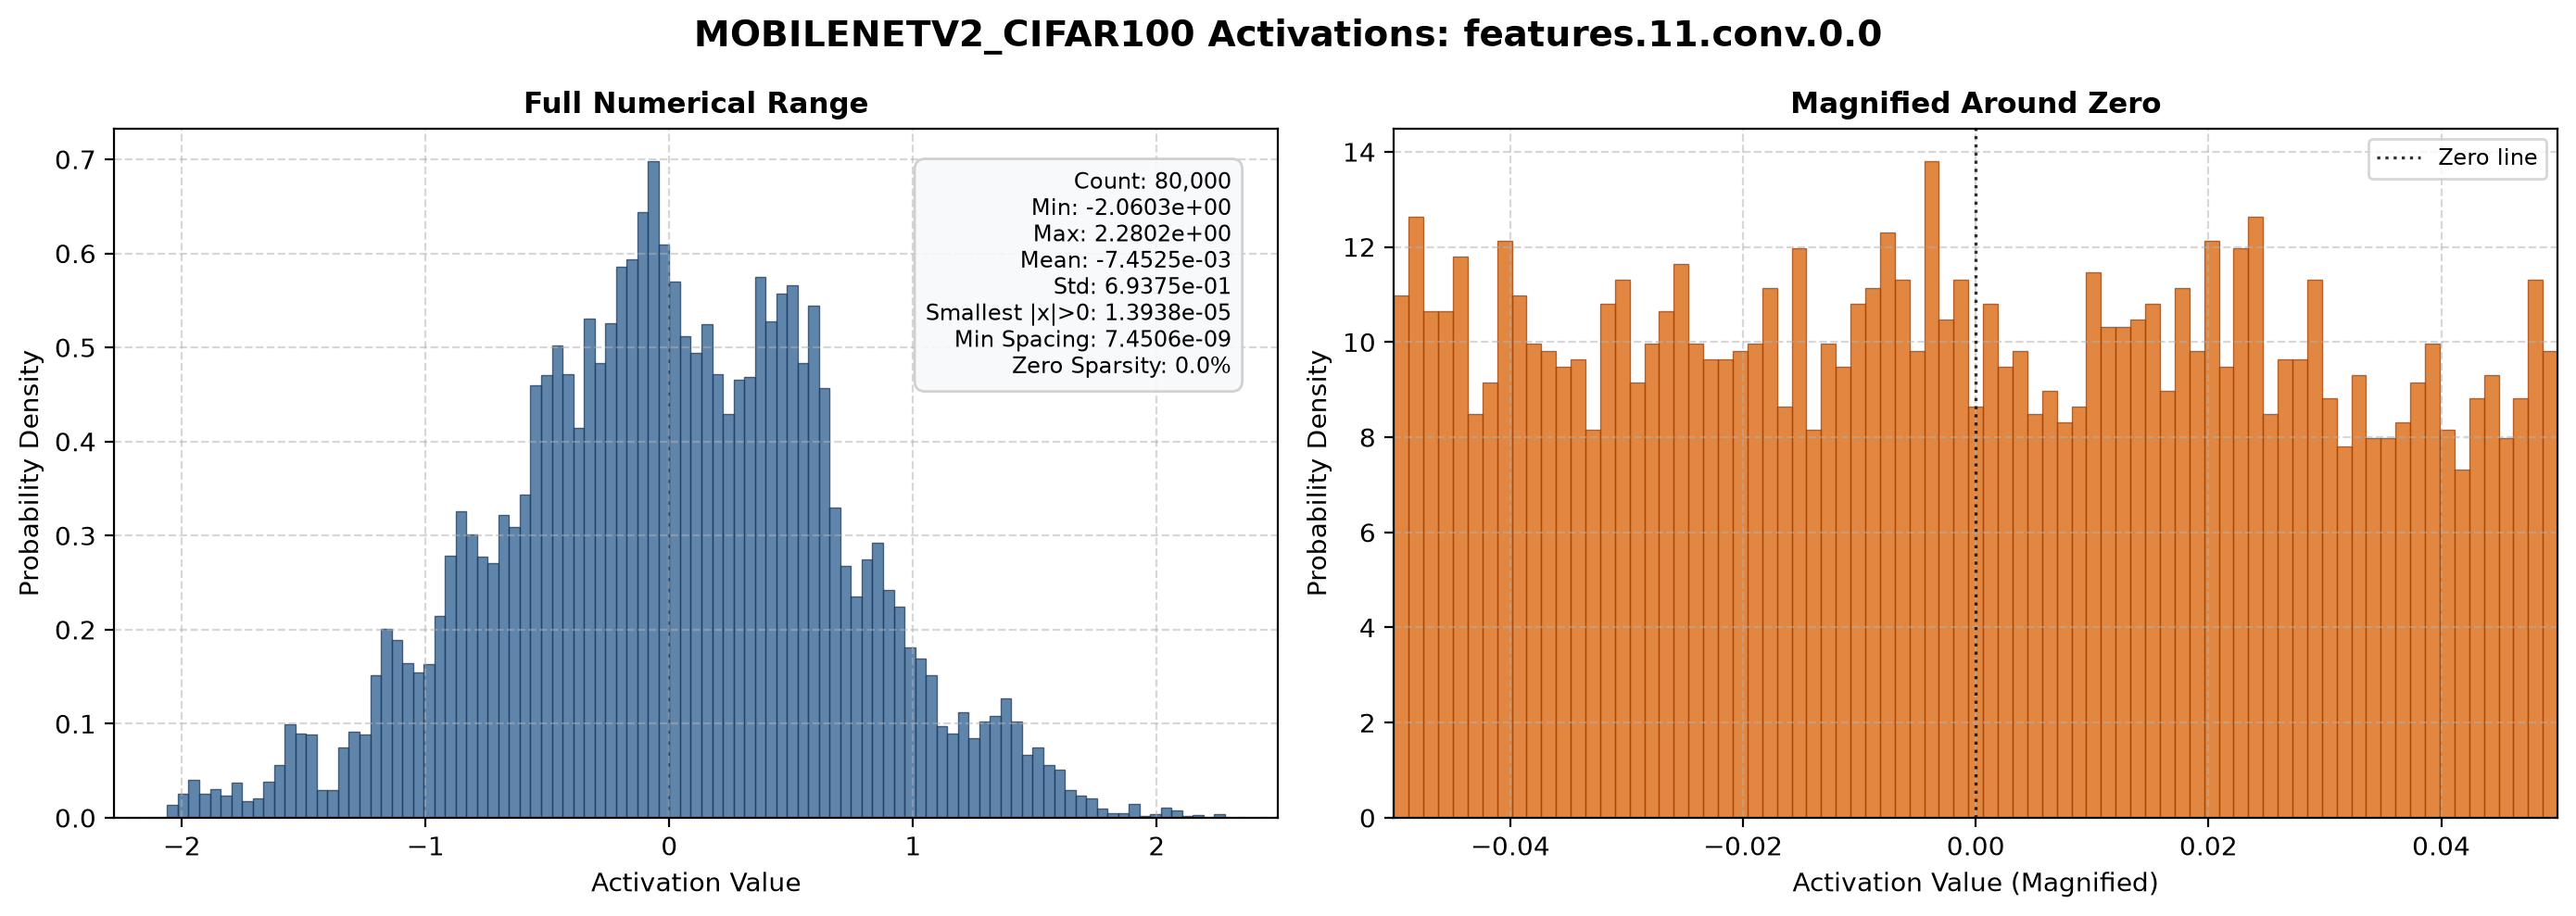 MOBILENETV2_CIFAR100 Activations: features.11.conv.0.0
Full Numerical Range
Probability Density
0.7
0.6
0.5
0.4
0.3
0.2
0.1
0.0
Count: 80,000
Min: -2.0603e+00
Max: 2.2802e+00
Mean: -7.4525e-03
Std: 6.9375e-01
Smallest |x|>0: 1.3938e-05
Min Spacing: 7.4506e-09
Zero Sparsity: 0.0%
−2 −1 0 1 2
Activation Value
Magnified Around Zero
Probability Density
14
12
10
8
6
4
2
0
Zero line
−0.04 −0.02 0.00 0.02 0.04
Activation Value (Magnified)